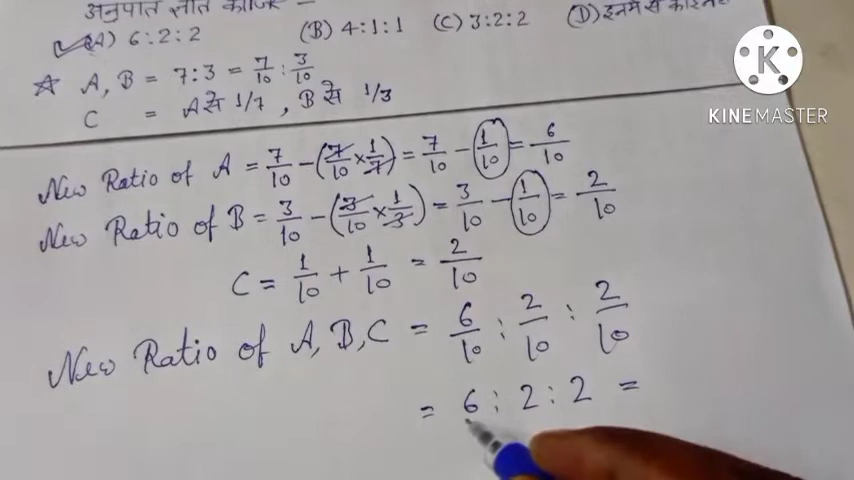 अनुपात ज्ञात कीजिए –
(A) 6:2:2 (B) 4:1:1 (C) 3:2:2 (D) इनमें से कोई नहीं
A, B = 7:3 = 7/10 : 3/10
C = A से 1/7, B से 1/3
New Ratio of A = 7/10 - (7/10 × 1/7) = 7/10 - 1/10 = 6/10
New Ratio of B = 3/10 - (3/10 × 1/3) = 3/10 - 1/10 = 2/10
C = 1/10 + 1/10 = 2/10
New Ratio of A, B, C = 6/10 : 2/10 : 2/10
= 6 : 2 : 2 =
K
KINEMASTER